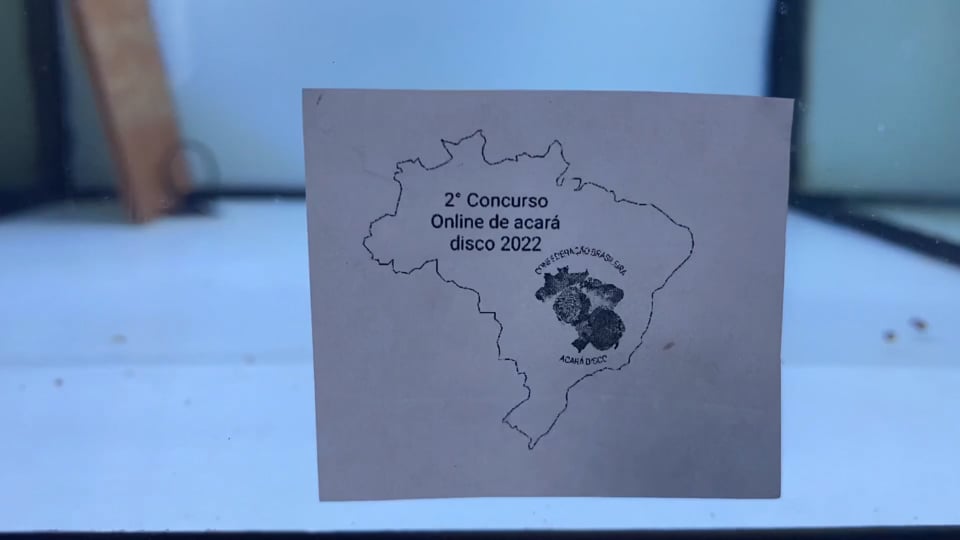 2° Concurso
Online de acará
disco 2022
CONFEDERAÇÃO BRASILEIRA
ACARÁ DISCO